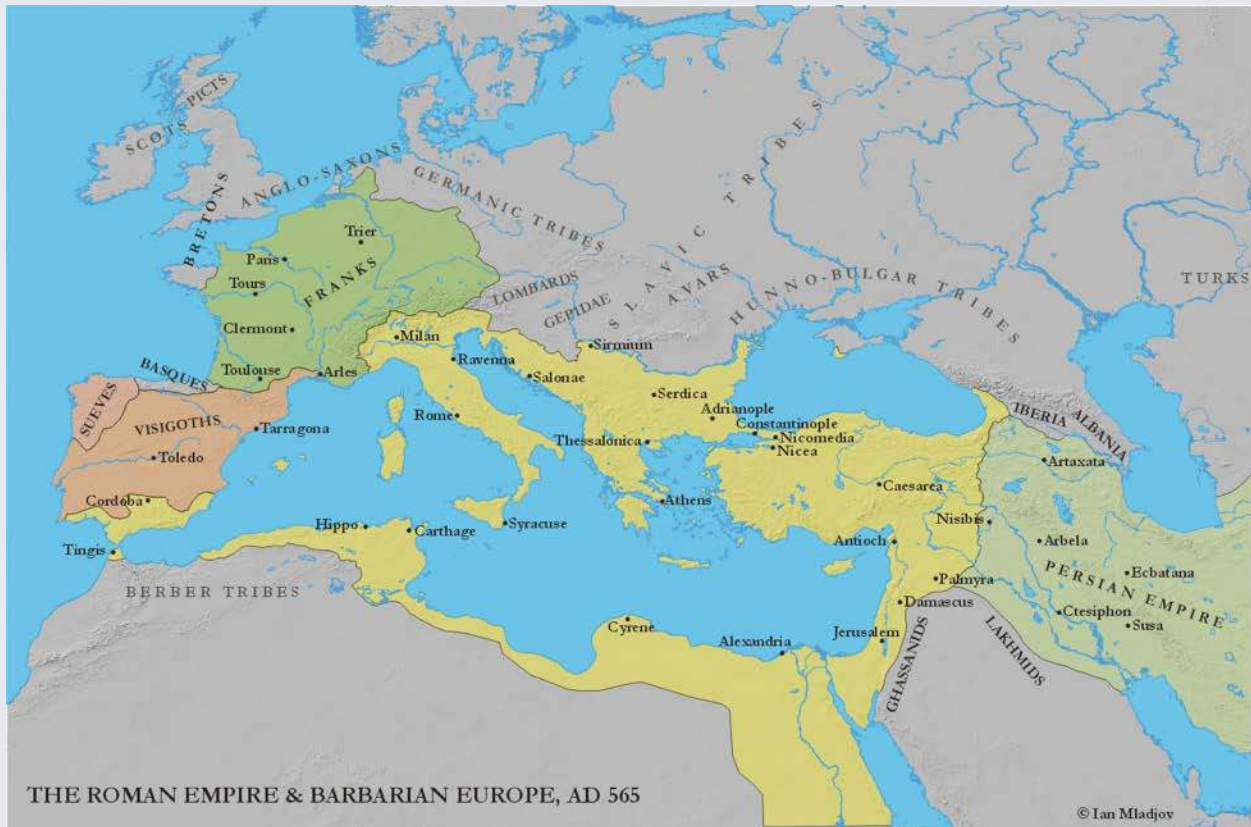 PICTS
SCOTS
ANGLO-SAXONS
BRETONS
GERMANIC TRIBES
SLAVIC TRIBES
AVARS
HUNNO-BULGAR TRIBES
TURKS
LOMBARDS
GEPIDAE
Trier
Paris
FRANKS
Tours
Clermont
Toulouse
Arles
BASQUES
SUEVES
VISIGOTHS
Tarragona
Toledo
Cordoba
Tingis
Milan
Ravenna
Sirmium
Salonae
Serdica
Rome
Adrianople
Constantinople
Nicomedia
Nicea
Thessalonica
Athens
Caesarea
IBERIA
ALBANIA
Artaxata
Nisibis
Arbela
Ecbatana
PERSIAN EMPIRE
Ctesiphon
Susa
Antioch
Palmyra
Damascus
Jerusalem
GHASSANIDS
LAKHMIDS
Hippo
Carthage
Syracuse
BERBER TRIBES
Cyrene
Alexandria
THE ROMAN EMPIRE & BARBARIAN EUROPE, AD 565
© Ian Mladjov